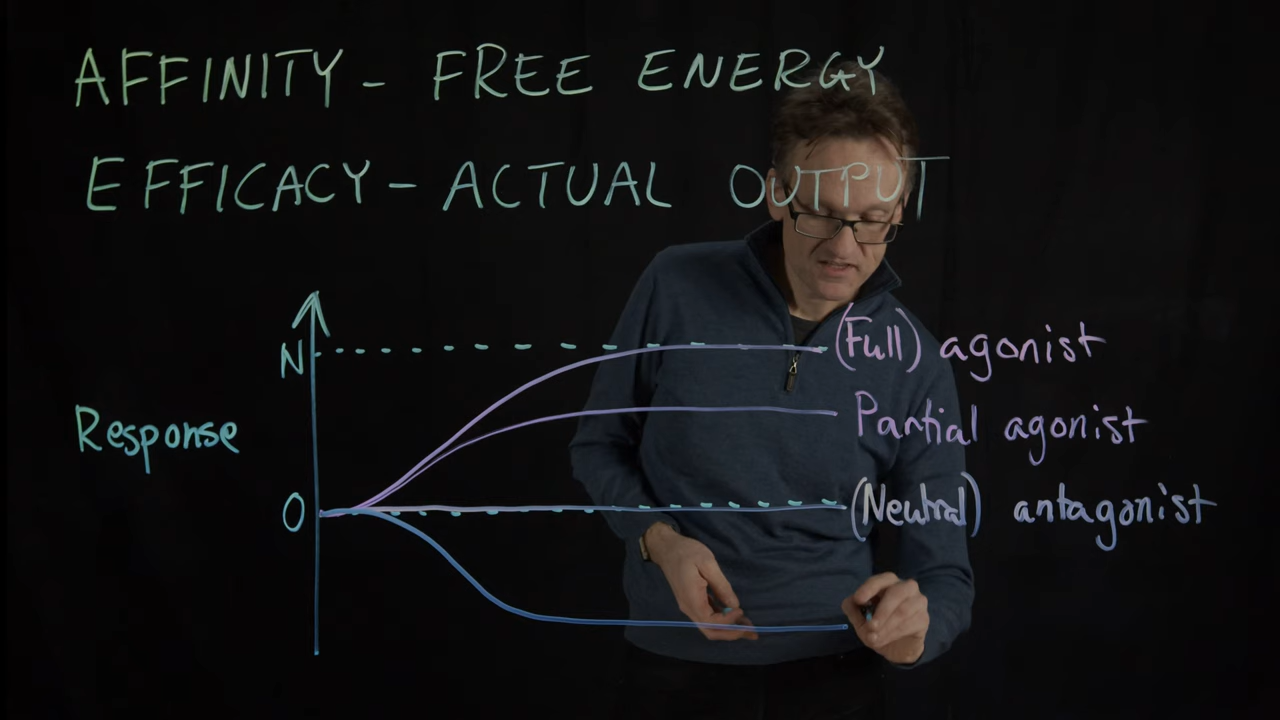 AFFINITY - FREE ENERGY
EFFICACY - ACTUAL OUTPUT
N
(Full) agonist
Partial agonist
Response
0
(Neutral) antagonist